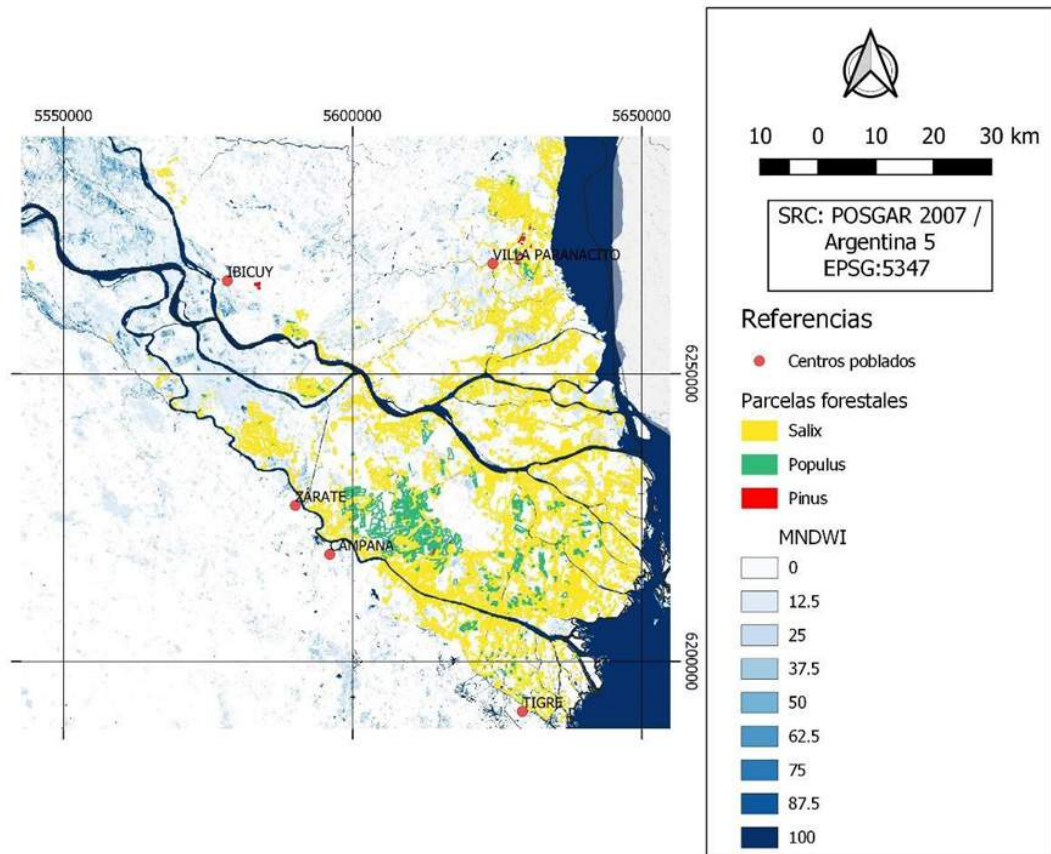 5550000 5600000 5650000
IBICUY
VILLA PARANACITO
6250000
ZÁRATE
CAMPANA
6200000
TIGRE
10 0 10 20 30 km
SRC: POSGAR 2007 /
Argentina 5
EPSG:5347
Referencias
Centros poblados
Parcelas forestales
Salix
Populus
Pinus
MNDWI
0
12.5
25
37.5
50
62.5
75
87.5
100